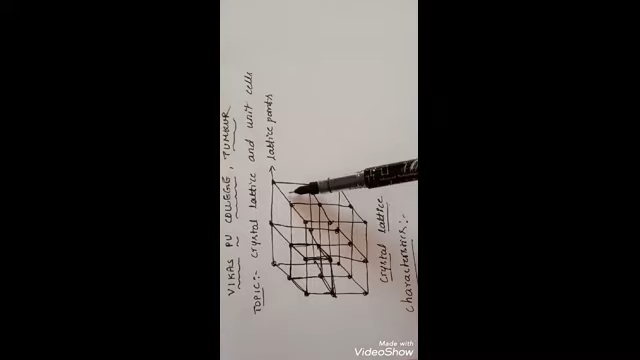 VIKAS PU COLLEGE, TUMKUR
TOPIC:- crystal lattice and unit cells
→ lattice points
crystal lattice
characteristics:-
Made with
VideoShow